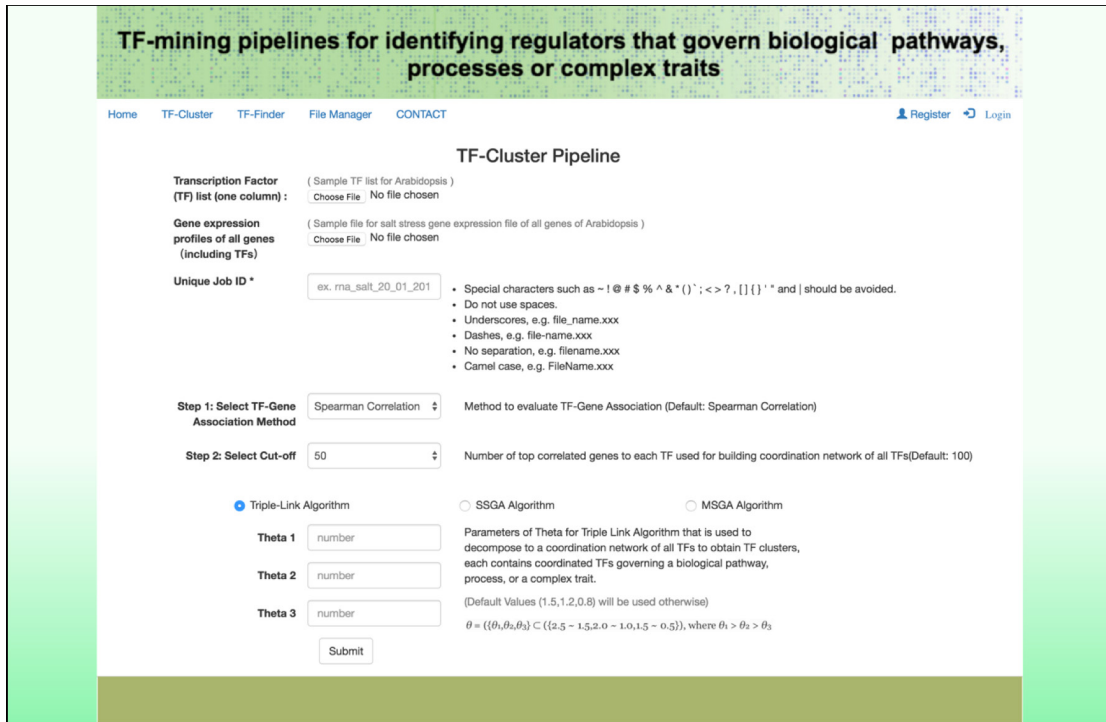 TF-mining pipelines for identifying regulators that govern biological pathways,
processes or complex traits
Home TF-Cluster TF-Finder File Manager CONTACT Register Login
TF-Cluster Pipeline
Transcription Factor
(TF) list (one column) :
( Sample TF list for Arabidopsis )
Choose File No file chosen
Gene expression
profiles of all genes
(including TFs)
( Sample file for salt stress gene expression file of all genes of Arabidopsis )
Choose File No file chosen
Unique Job ID *
ex. rna_salt_20_01_201
• Special characters such as ~ ! @ # $ % ^ & * ( ) ` ; < > ? , [ ] { } ' " and | should be avoided.
• Do not use spaces.
• Underscores, e.g. file_name.xxx
• Dashes, e.g. file-name.xxx
• No separation, e.g. filename.xxx
• Camel case, e.g. FileName.xxx
Step 1: Select TF-Gene
Association Method
Spearman Correlation
Method to evaluate TF-Gene Association (Default: Spearman Correlation)
Step 2: Select Cut-off
50
Number of top correlated genes to each TF used for building coordination network of all TFs(Default: 100)
Triple-Link Algorithm SSGA Algorithm MSGA Algorithm
Theta 1 number
Theta 2 number
Theta 3 number
Parameters of Theta for Triple Link Algorithm that is used to
decompose to a coordination network of all TFs to obtain TF clusters,
each contains coordinated TFs governing a biological pathway,
process, or a complex trait.
(Default Values (1.5,1.2,0.8) will be used otherwise)
θ = ({θ₁,θ₂,θ₃} ⊂ ({2.5 ~ 1.5,2.0 ~ 1.0,1.5 ~ 0.5}), where θ₁ > θ₂ > θ₃
Submit